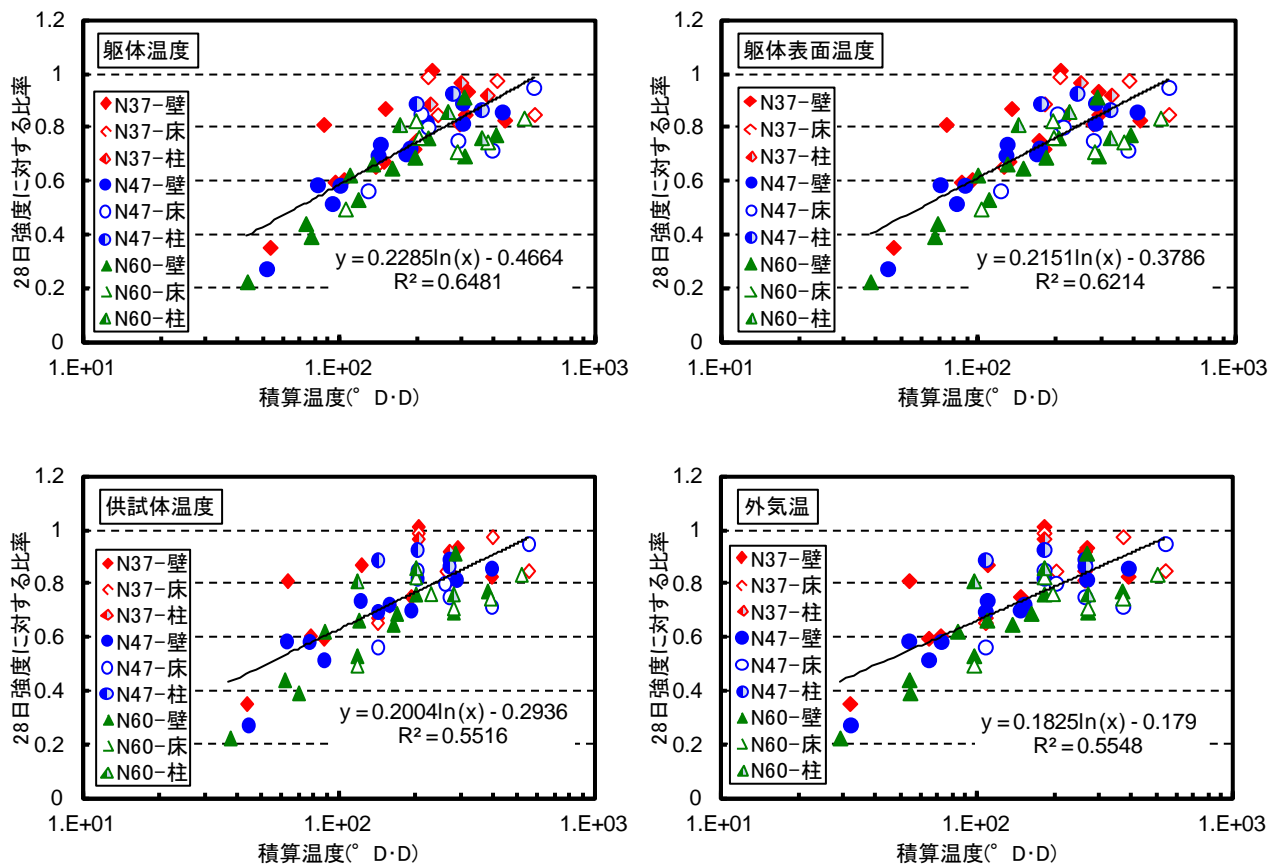 躯体温度
28日強度に対する比率
1.2
1
0.8
0.6
0.4
0.2
0
N37-壁
N37-床
N37-柱
N47-壁
N47-床
N47-柱
N60-壁
N60-床
N60-柱
y = 0.2285ln(x) - 0.4664
R² = 0.6481
1.E+01
1.E+02
1.E+03
積算温度(° D・D)
躯体表面温度
28日強度に対する比率
1.2
1
0.8
0.6
0.4
0.2
0
N37-壁
N37-床
N37-柱
N47-壁
N47-床
N47-柱
N60-壁
N60-床
N60-柱
y = 0.2151ln(x) - 0.3786
R² = 0.6214
1.E+01
1.E+02
1.E+03
積算温度(° D・D)
供試体温度
28日強度に対する比率
1.2
1
0.8
0.6
0.4
0.2
0
N37-壁
N37-床
N37-柱
N47-壁
N47-床
N47-柱
N60-壁
N60-床
N60-柱
y = 0.2004ln(x) - 0.2936
R² = 0.5516
1.E+01
1.E+02
1.E+03
積算温度(° D・D)
外気温
28日強度に対する比率
1.2
1
0.8
0.6
0.4
0.2
0
N37-壁
N37-床
N37-柱
N47-壁
N47-床
N47-柱
N60-壁
N60-床
N60-柱
y = 0.1825ln(x) - 0.179
R² = 0.5548
1.E+01
1.E+02
1.E+03
積算温度(° D・D)